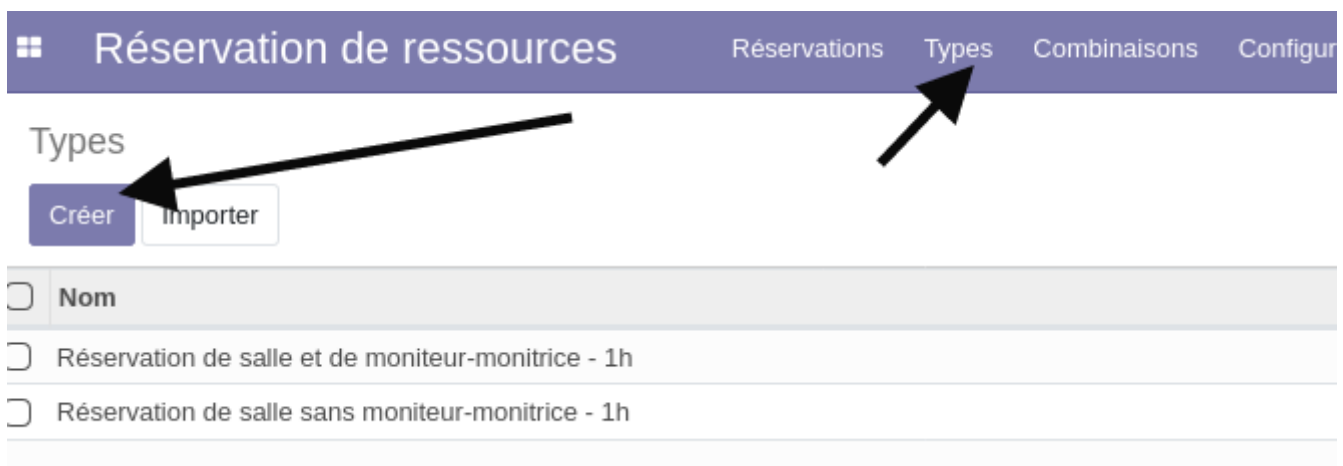 Réservation de ressources Réservations Types Combinaisons Configur
Types
Créer Importer
Nom
Réservation de salle et de moniteur-monitrice - 1h
Réservation de salle sans moniteur-monitrice - 1h